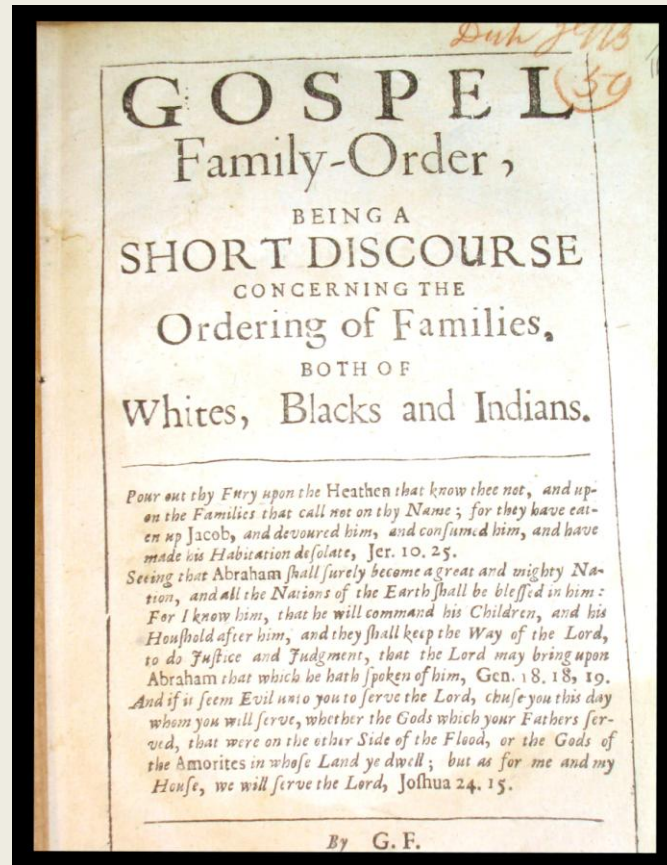 (50)
GOSPEL
Family-Order,
BEING A
SHORT DISCOURSE
CONCERNING THE
Ordering of Families,
BOTH OF
Whites, Blacks and Indians.
Pour out thy Fury upon the Heathen that know thee not, and up-
on the Families that call not on thy Name; for they have eat-
en up Jacob, and devoured him, and consumed him, and have
made his Habitation desolate, Jer. 10. 25.
Seeing that Abraham ſhall ſurely become a great and mighty Na-
tion, and all the Nations of the Earth ſhall be bleſſed in him:
For I know him, that he will command his Children, and his
Houſhold after him, and they ſhall keep the Way of the Lord,
to do Juſtice and Judgment, that the Lord may bring upon
Abraham that which he hath ſpoken of him, Gen. 18. 18, 19.
And if it ſeem Evil unto you to ſerve the Lord, chuſe you this day
whom you will ſerve, whether the Gods which your Fathers ſer-
ved, that were on the other Side of the Flood, or the Gods of
the Amorites in whoſe Land ye dwell; but as for me and my
Houſe, we will ſerve the Lord, Joſhua 24. 15.
By G. F.